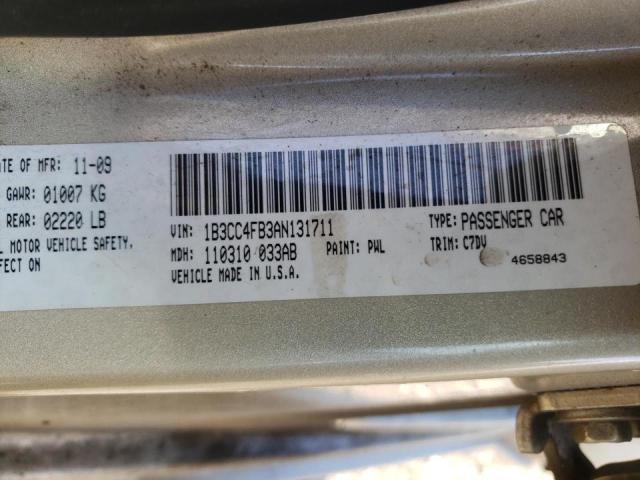 ATE OF MFR: 11-09
GAWR: 01007 KG
REAR: 02220 LB
L MOTOR VEHICLE SAFETY,
FFECT ON
VIN: 1B3CC4FB3AN131711
TYPE: PASSENGER CAR
MDH: 110310 033AB PAINT: PWL TRIM: C7DV
VEHICLE MADE IN U.S.A.
4658843